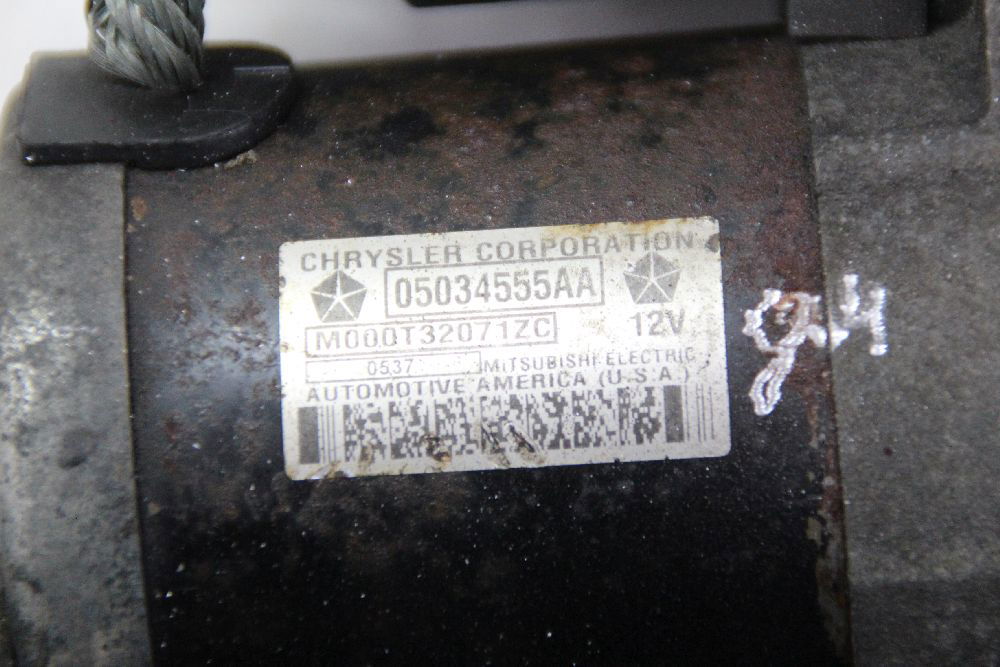 CHRYSLER CORPORATION
05034555AA
M000T32071ZC 12V
0537 MITSUBISHI ELECTRIC
AUTOMOTIVE AMERICA (U.S.A.)